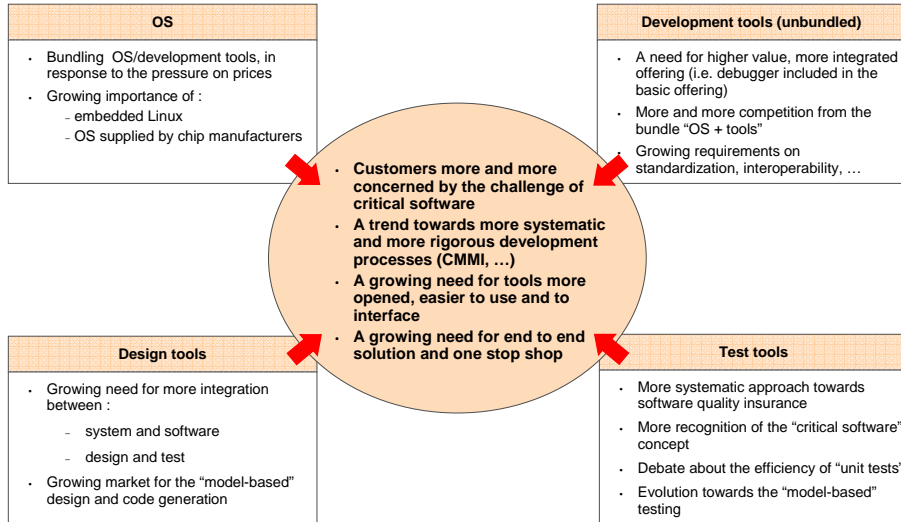 OS
• Bundling OS/development tools, in
response to the pressure on prices
• Growing importance of :
– embedded Linux
– OS supplied by chip manufacturers
Development tools (unbundled)
• A need for higher value, more integrated
offering (i.e. debugger included in the
basic offering)
• More and more competition from the
bundle “OS + tools”
• Growing requirements on
standardization, interoperability, …
• Customers more and more
concerned by the challenge of
critical software
• A trend towards more systematic
and more rigorous development
processes (CMMI, …)
• A growing need for tools more
opened, easier to use and to
interface
• A growing need for end to end
solution and one stop shop
Design tools
• Growing need for more integration
between :
– system and software
– design and test
• Growing market for the “model-based”
design and code generation
Test tools
• More systematic approach towards
software quality insurance
• More recognition of the “critical software”
concept
• Debate about the efficiency of “unit tests”
• Evolution towards the “model-based”
testing